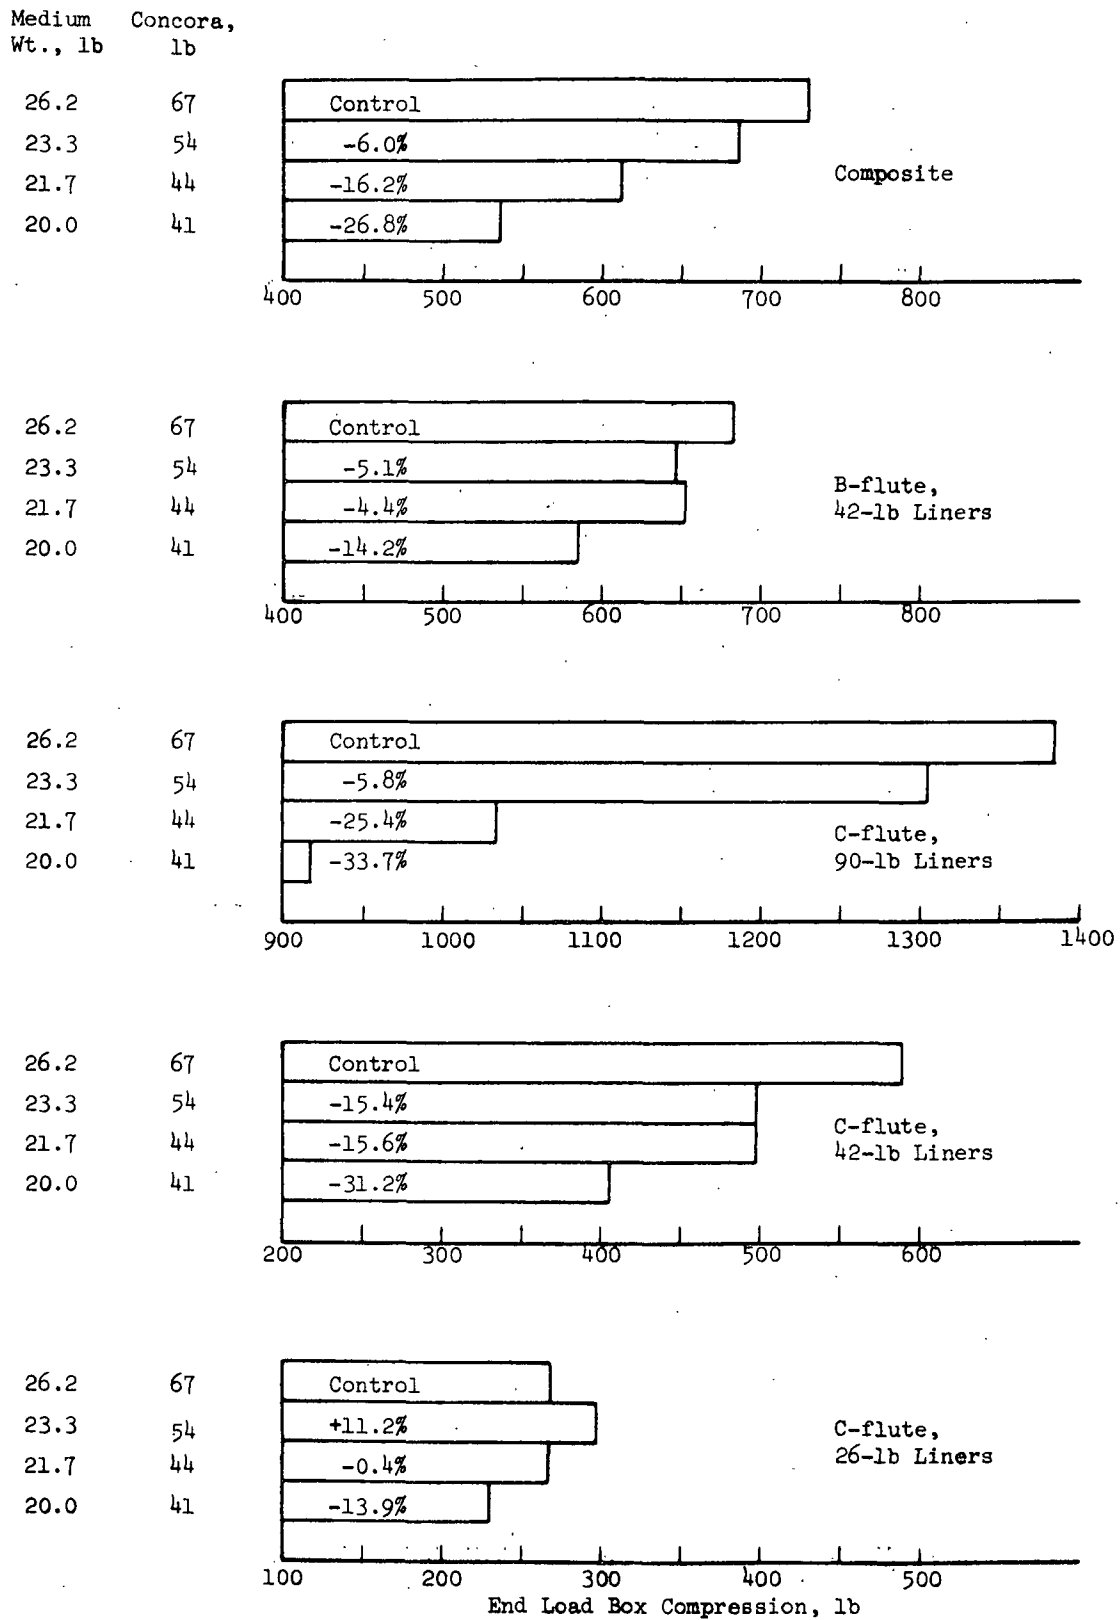 Medium Concora,
Wt., lb lb
26.2 67 Control
23.3 54 -6.0%
21.7 44 -16.2%
20.0 41 -26.8%
Composite
400 500 600 700 800
26.2 67 Control
23.3 54 -5.1%
21.7 44 -4.4%
20.0 41 -14.2%
B-flute,
42-lb Liners
400 500 600 700 800
26.2 67 Control
23.3 54 -5.8%
21.7 44 -25.4%
20.0 41 -33.7%
C-flute,
90-lb Liners
900 1000 1100 1200 1300 1400
26.2 67 Control
23.3 54 -15.4%
21.7 44 -15.6%
20.0 41 -31.2%
C-flute,
42-lb Liners
200 300 400 500 600
26.2 67 Control
23.3 54 +11.2%
21.7 44 -0.4%
20.0 41 -13.9%
C-flute,
26-lb Liners
100 200 300 400 500
End Load Box Compression, lb